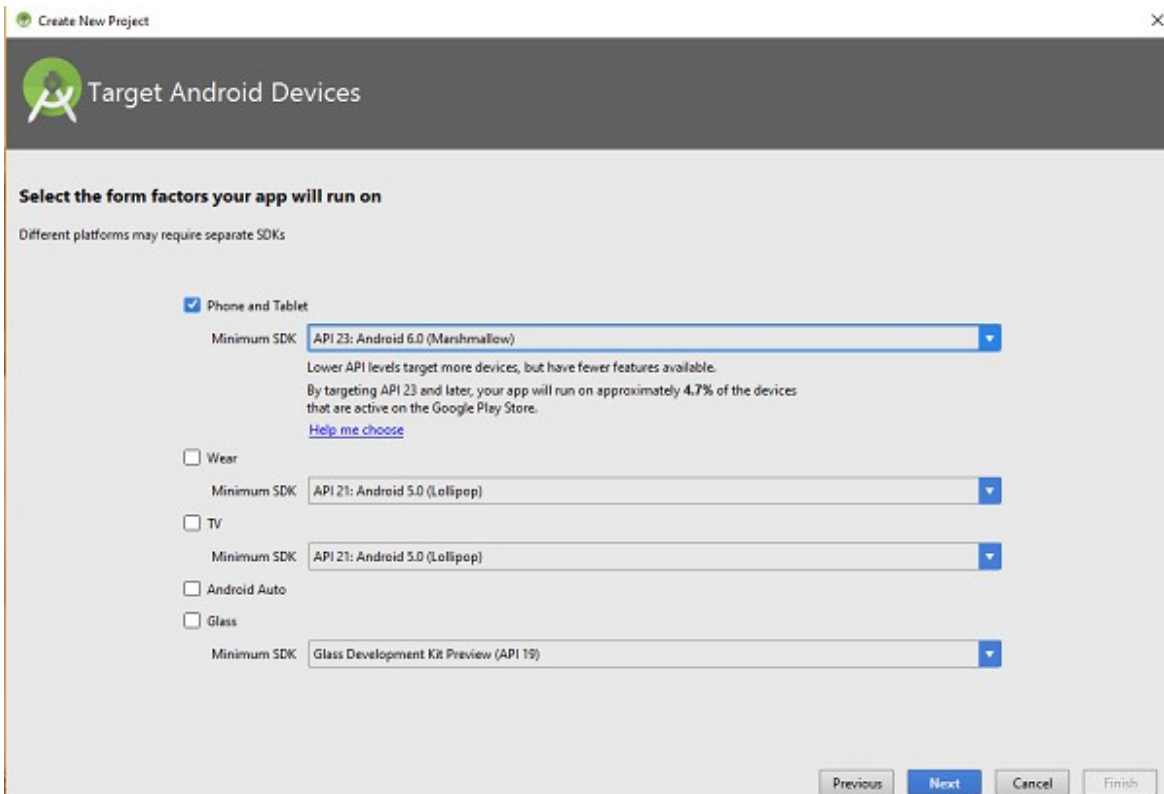 Create New Project
Target Android Devices
Select the form factors your app will run on
Different platforms may require separate SDKs
Phone and Tablet
Minimum SDK API 23: Android 6.0 (Marshmallow)
Lower API levels target more devices, but have fewer features available.
By targeting API 23 and later, your app will run on approximately 4.7% of the devices
that are active on the Google Play Store.
Help me choose
Wear
Minimum SDK API 21: Android 5.0 (Lollipop)
TV
Minimum SDK API 21: Android 5.0 (Lollipop)
Android Auto
Glass
Minimum SDK Glass Development Kit Preview (API 19)
Previous Next Cancel Finish